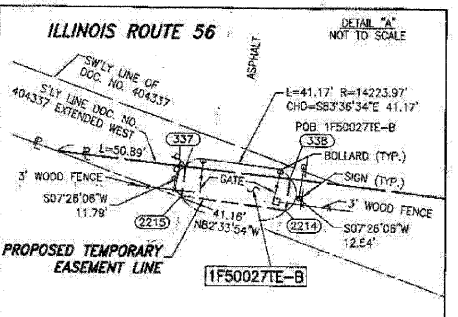 ILLINOIS ROUTE 56
DETAIL "A"
NOT TO SCALE
ASPHALT
SW'LY LINE OF
DOC. NO. 404337
S'LY LINE DOC. NO.
404337 EXTENDED WEST
L=41.17' R=14223.97'
CHD=S83°36'34"E 41.17'
POB 1F50027TE-B
337
338
L=50.89'
BOLLARD (TYP.)
GATE
SIGN (TYP.)
3' WOOD FENCE
3' WOOD FENCE
S07°26'06"W
11.79'
2215
41.16'
N82°33'54"W
2214
S07°26'06"W
12.54'
PROPOSED TEMPORARY
EASEMENT LINE
1F50027TE-B